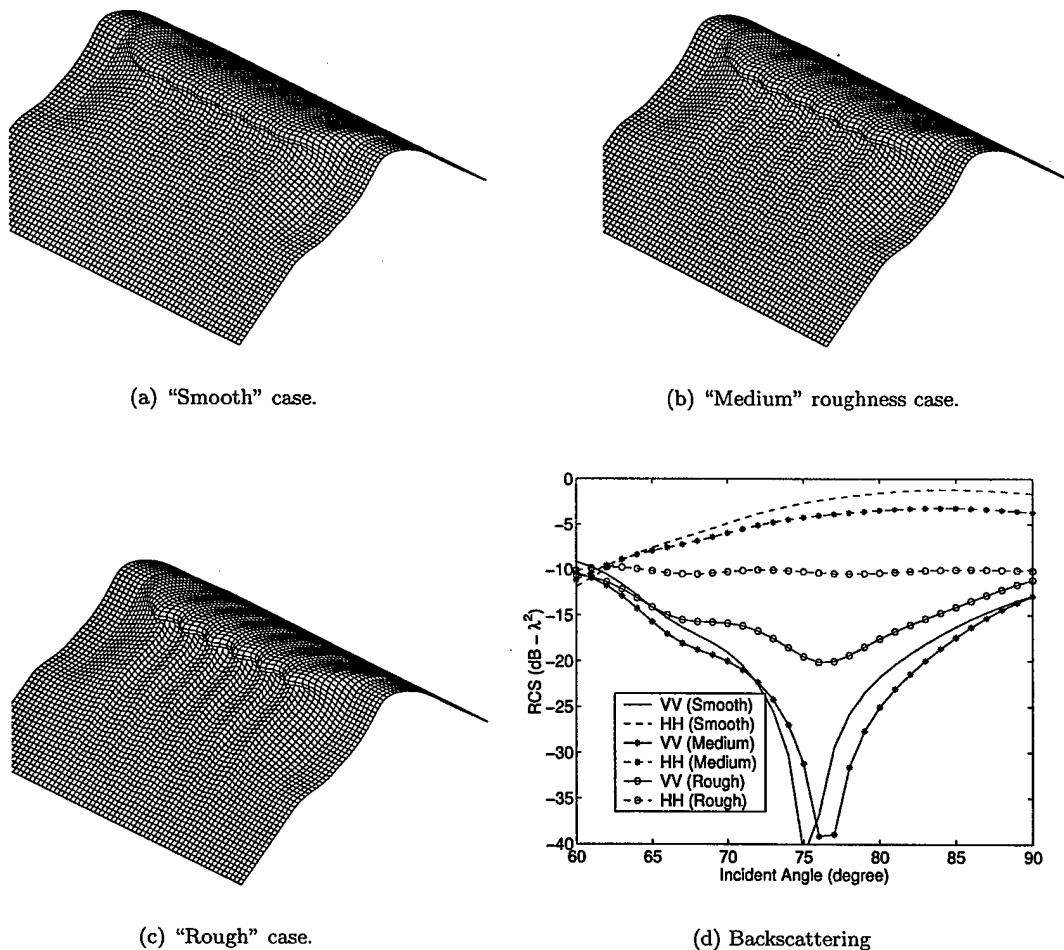 (a) “Smooth” case.
(b) “Medium” roughness case.
(c) “Rough” case.
0
−5
−10
−15
−20
−25
−30
−35
−40
RCS (dB − λ²)
VV (Smooth)
HH (Smooth)
VV (Medium)
HH (Medium)
VV (Rough)
HH (Rough)
60
65
70
75
80
85
90
Incident Angle (degree)
(d) Backscattering